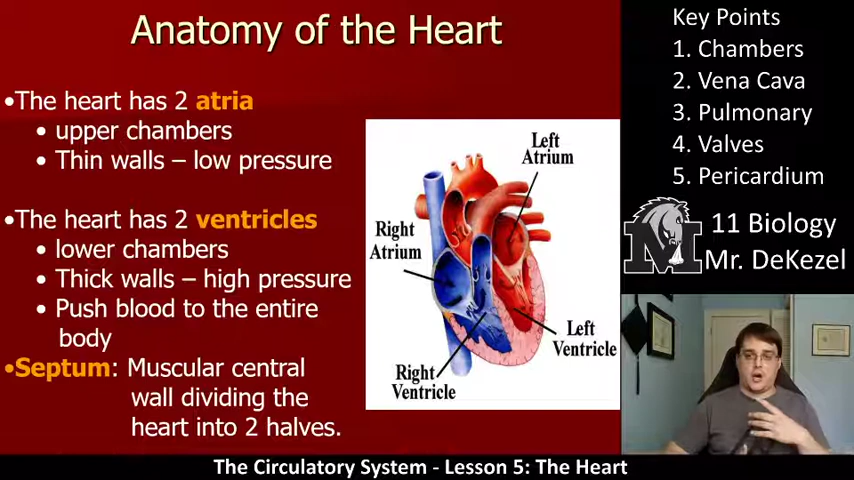 Anatomy of the Heart
•The heart has 2 atria
• upper chambers
• Thin walls – low pressure
•The heart has 2 ventricles
• lower chambers
• Thick walls – high pressure
• Push blood to the entire
body
•Septum: Muscular central
wall dividing the
heart into 2 halves.
Left
Atrium
Right
Atrium
Left
Ventricle
Right
Ventricle
Key Points
1. Chambers
2. Vena Cava
3. Pulmonary
4. Valves
5. Pericardium
M
11 Biology
Mr. DeKezel
The Circulatory System - Lesson 5: The Heart